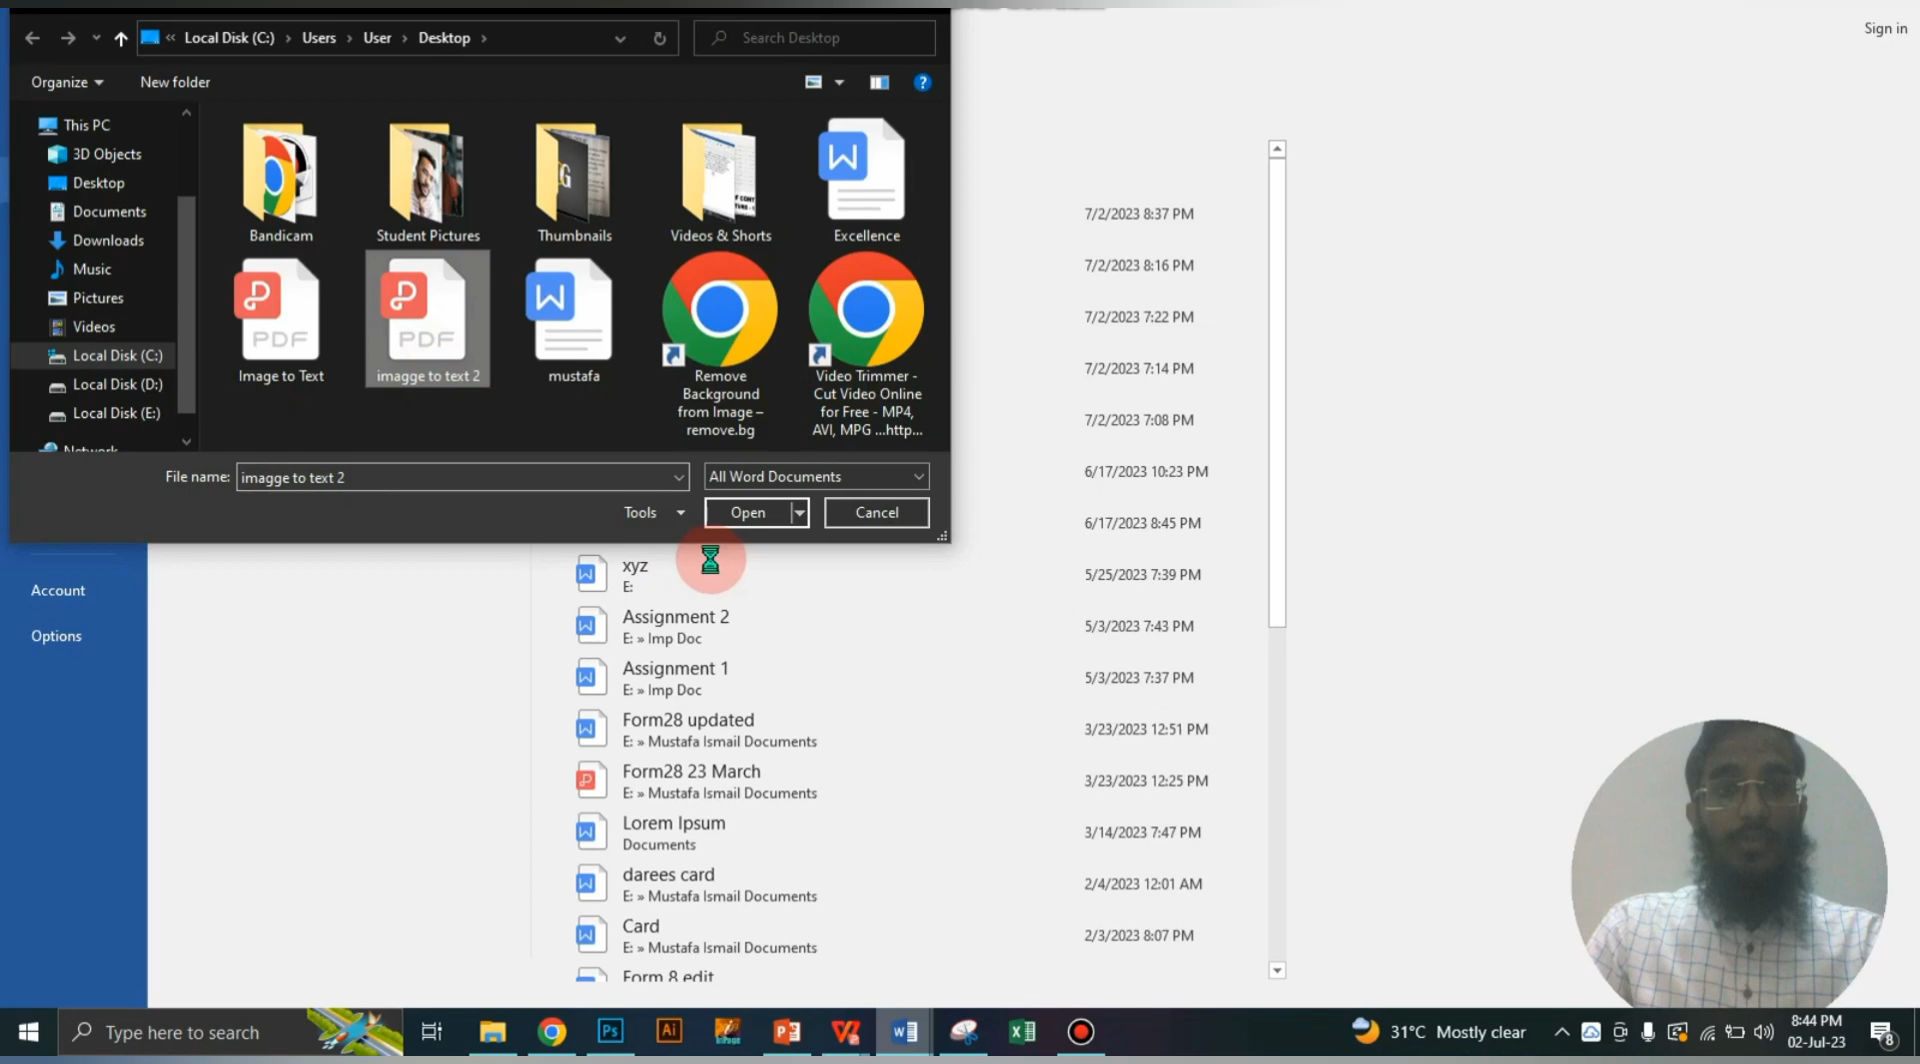 Sign in
« Local Disk (C:) › Users › User › Desktop ›
Search Desktop
Organize
New folder
This PC
3D Objects
Desktop
Documents
Downloads
Music
Pictures
Videos
Local Disk (C:)
Local Disk (D:)
Local Disk (E:)
Network
Bandicam
Student Pictures
Thumbnails
Videos & Shorts
Excellence
PDF
Image to Text
PDF
imagge to text 2
mustafa
Remove
Background
from Image –
remove.bg
Video Trimmer -
Cut Video Online
for Free - MP4,
AVI, MPG ...http...
File name: imagge to text 2
All Word Documents
Tools
Open
Cancel
7/2/2023 8:37 PM
7/2/2023 8:16 PM
7/2/2023 7:22 PM
7/2/2023 7:14 PM
7/2/2023 7:08 PM
6/17/2023 10:23 PM
6/17/2023 8:45 PM
Account
Options
xyz
E:
5/25/2023 7:39 PM
Assignment 2
E: » Imp Doc
5/3/2023 7:43 PM
Assignment 1
E: » Imp Doc
5/3/2023 7:37 PM
Form28 updated
E: » Mustafa Ismail Documents
3/23/2023 12:51 PM
Form28 23 March
E: » Mustafa Ismail Documents
3/23/2023 12:25 PM
Lorem Ipsum
Documents
3/14/2023 7:47 PM
darees card
E: » Mustafa Ismail Documents
2/4/2023 12:01 AM
Card
E: » Mustafa Ismail Documents
2/3/2023 8:07 PM
Form 8 edit
Type here to search
Ps
Ai
31°C Mostly clear
8:44 PM
02-Jul-23
8